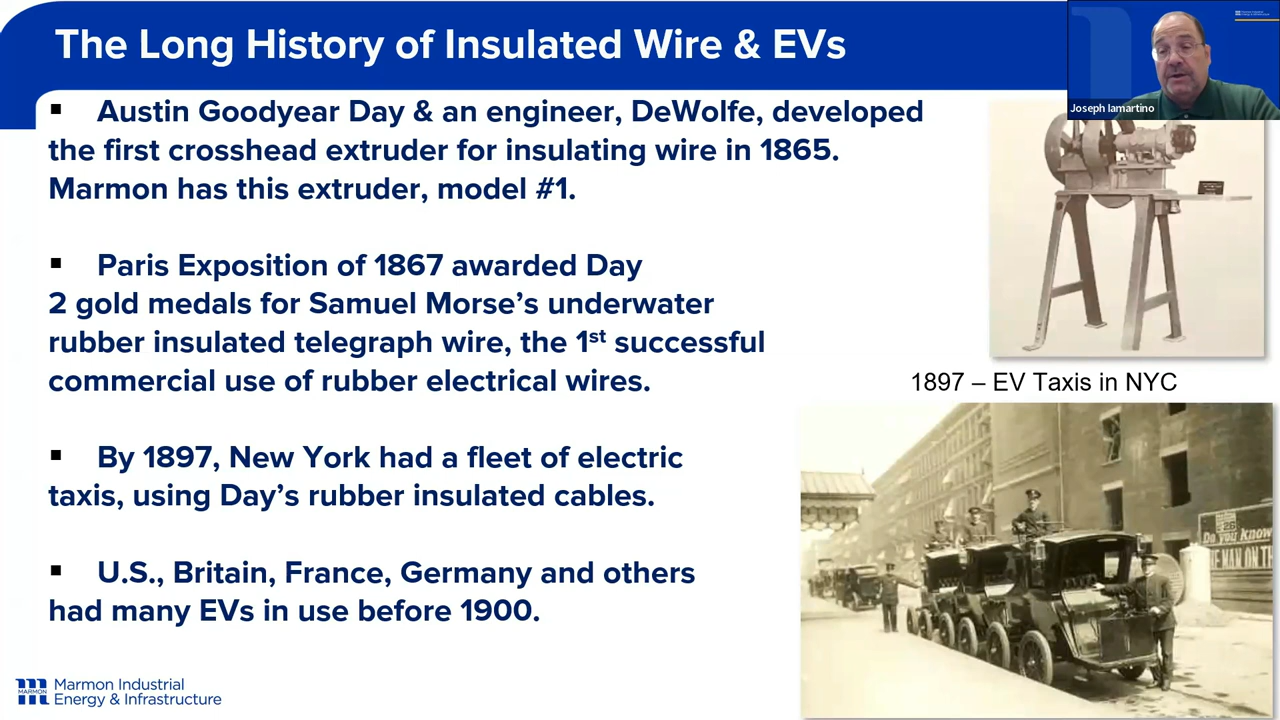 The Long History of Insulated Wire & EVs
▪ Austin Goodyear Day & an engineer, DeWolfe, developed
the first crosshead extruder for insulating wire in 1865.
Marmon has this extruder, model #1.
▪ Paris Exposition of 1867 awarded Day
2 gold medals for Samuel Morse’s underwater
rubber insulated telegraph wire, the 1st successful
commercial use of rubber electrical wires.
▪ By 1897, New York had a fleet of electric
taxis, using Day’s rubber insulated cables.
▪ U.S., Britain, France, Germany and others
had many EVs in use before 1900.
Joseph Iamartino
1897 – EV Taxis in NYC
Do you know
MAN ON TH
MARMON
Marmon Industrial
Energy & Infrastructure